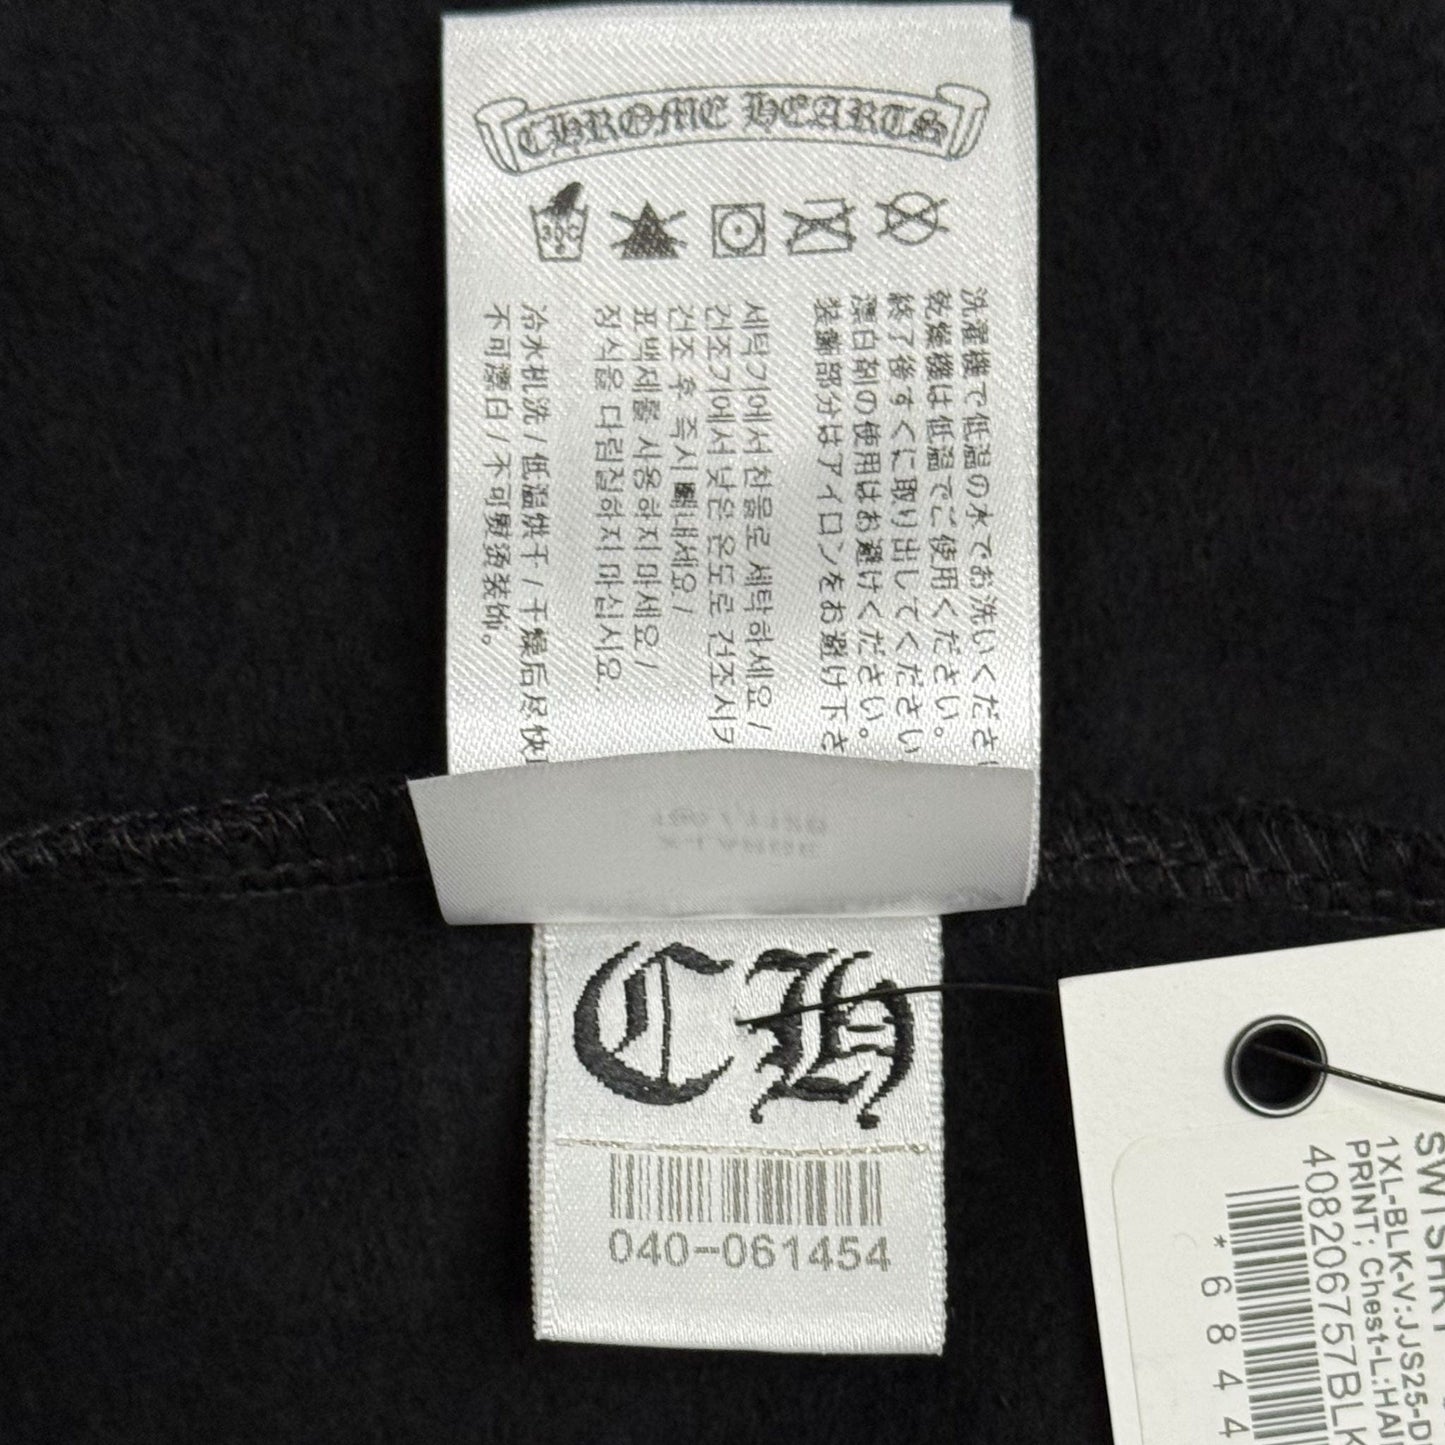 CHROME HEARTS
30C
洗濯機で低温の水でお洗いくださ
乾燥機は低温でご使用ください。
終了後すぐに取り出してください
漂白剤の使用はお避けください。
装飾部分はアイロンをお避け下さ
세탁기에서 찬물로 세탁하세요 /
건조기에서 낮은 온도로 건조시
건조 후 즉시 빼내세요 /
표백제를 사용하지 마세요 /
장식을 다림질하지 마십시오.
冷水机洗 / 低温烘干 / 干燥后尽快
不可漂白 / 不可熨烫装饰。
CH
040-061454
SW|SHRT
1XL-BLK-V:JJS25-D
PRINT; Chest-L:HAI
408206757BLK
*6844